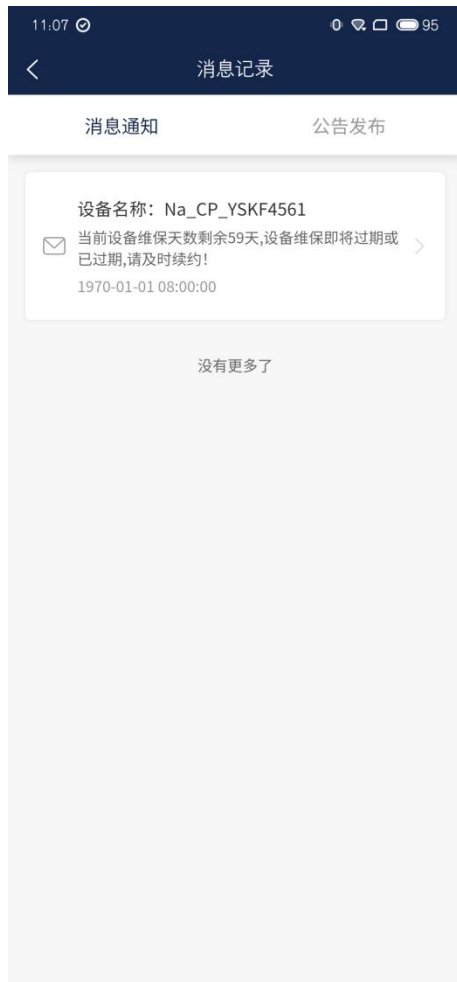 11:07
95
消息记录
消息通知
公告发布
设备名称：Na_CP_YSKF4561
当前设备维保天数剩余59天,设备维保即将过期或
已过期,请及时续约!
1970-01-01 08:00:00
没有更多了